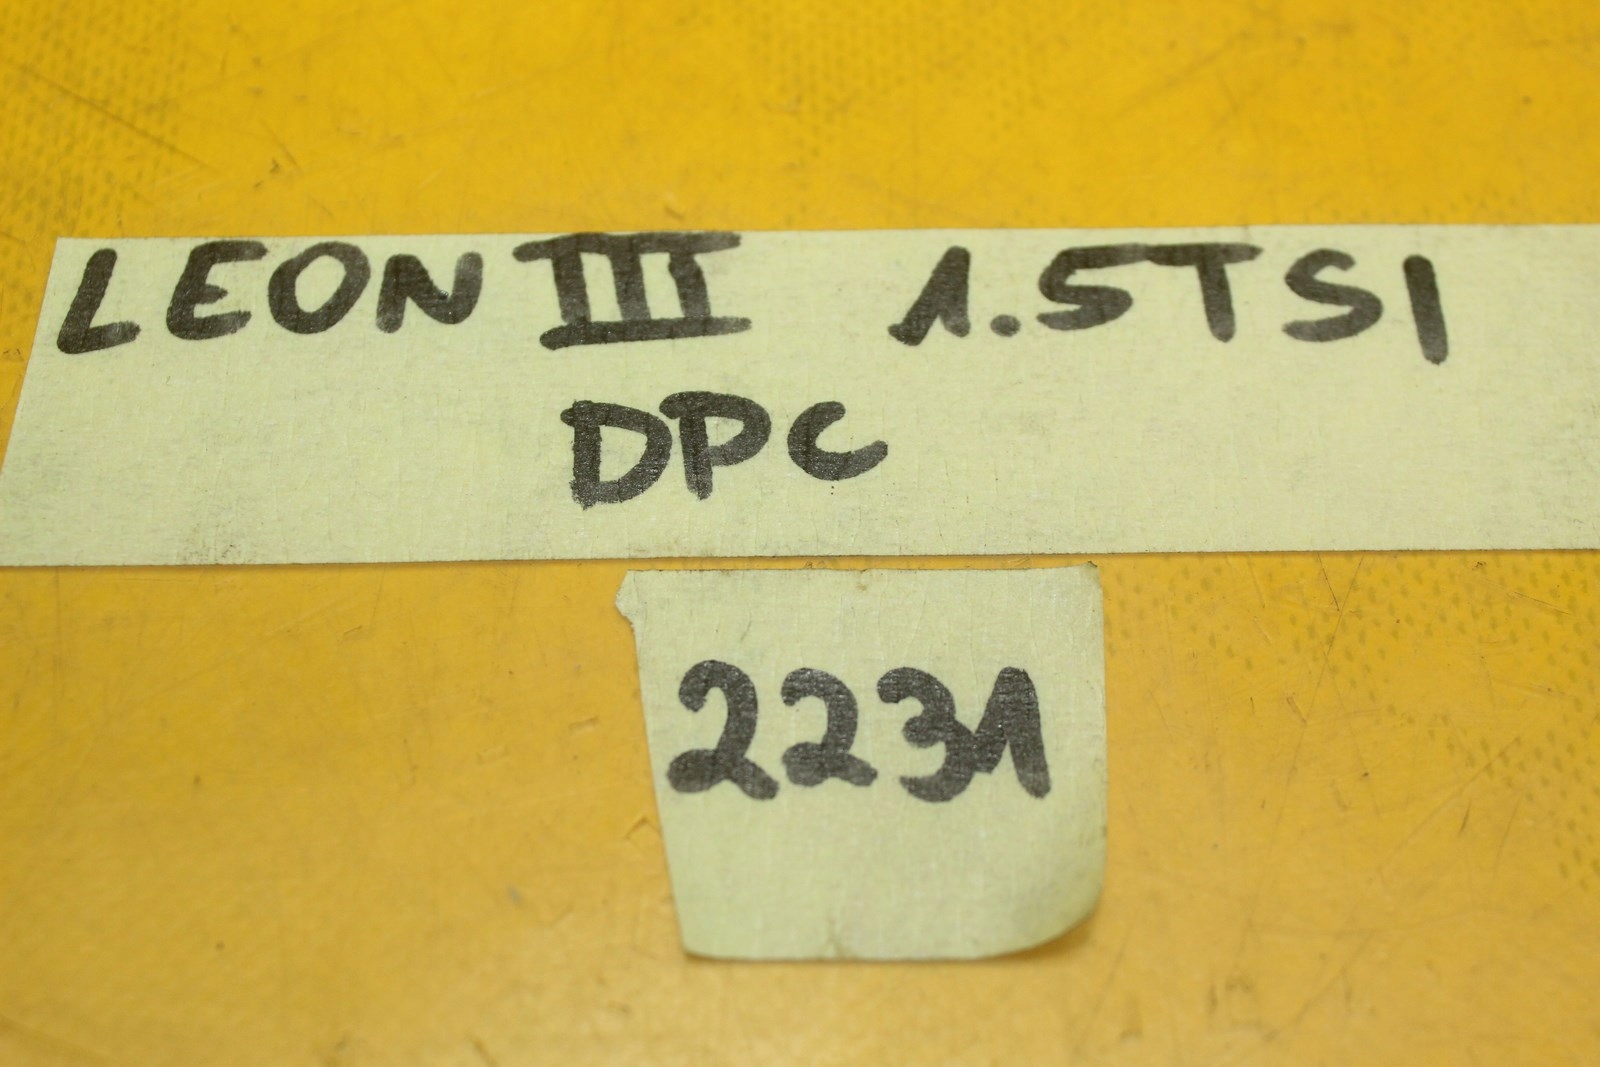 LEON III 1.5TSI
DPC
2231